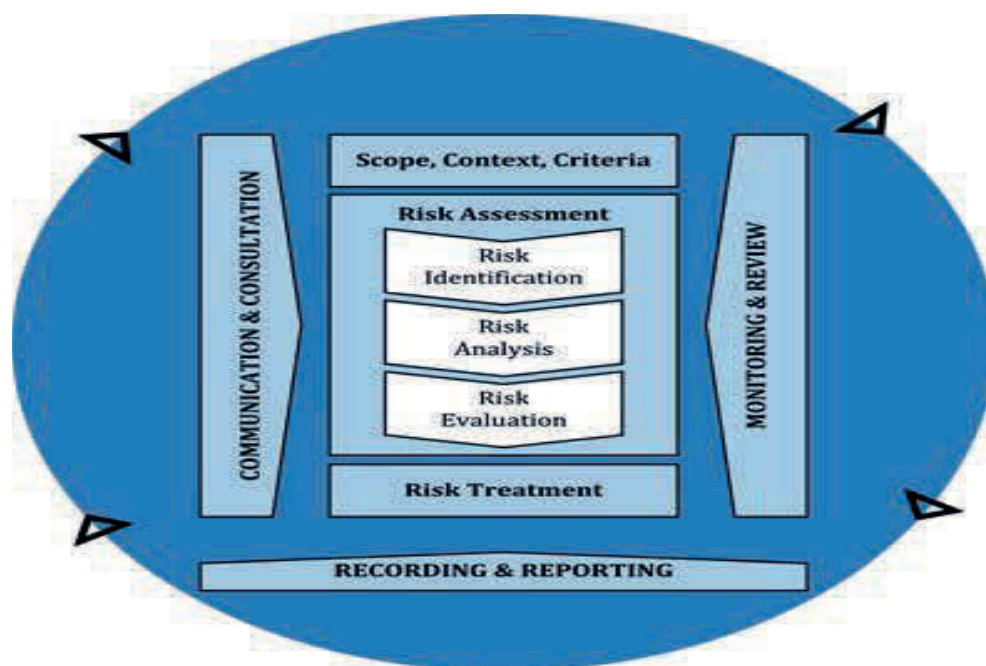 Scope, Context, Criteria
Risk Assessment
Risk
Identification
Risk
Analysis
Risk
Evaluation
Risk Treatment
COMMUNICATION & CONSULTATION
MONITORING & REVIEW
RECORDING & REPORTING